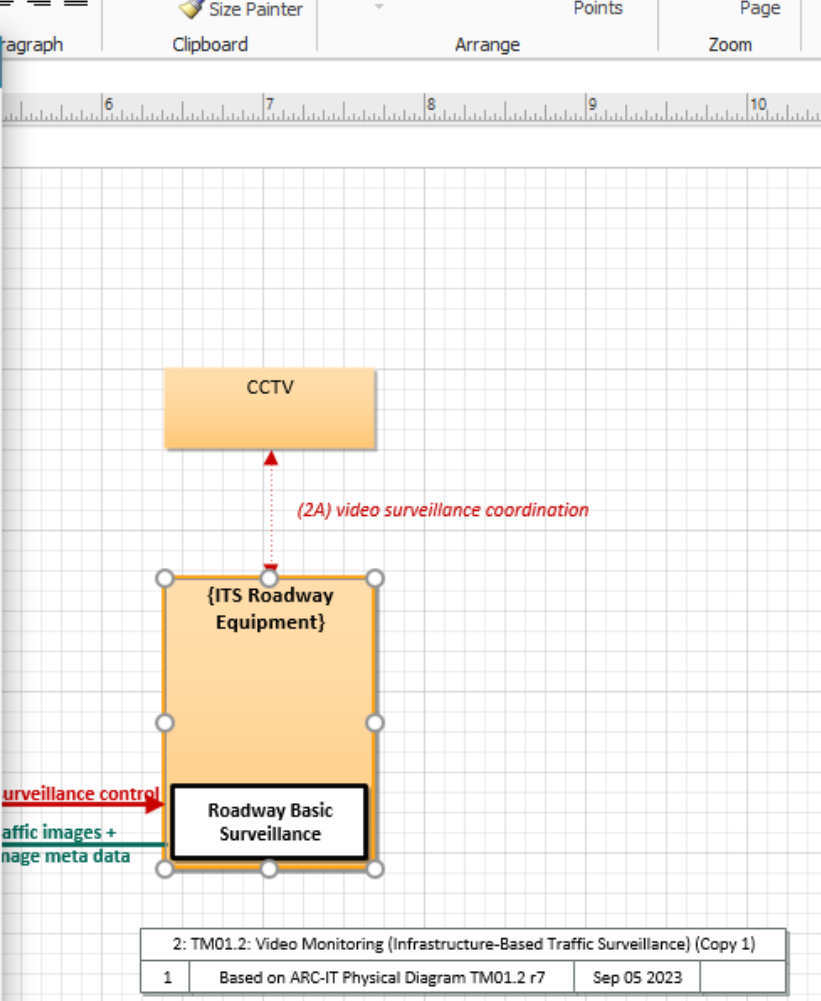 Size Painter
Points
Page
ragraph
Clipboard
Arrange
Zoom
6
7
8
9
10
CCTV
(2A) video surveillance coordination
{ITS Roadway
Equipment}
urveillance control
Roadway Basic
Surveillance
affic images +
nage meta data
2: TM01.2: Video Monitoring (Infrastructure-Based Traffic Surveillance) (Copy 1)
1 Based on ARC-IT Physical Diagram TM01.2 r7 Sep 05 2023